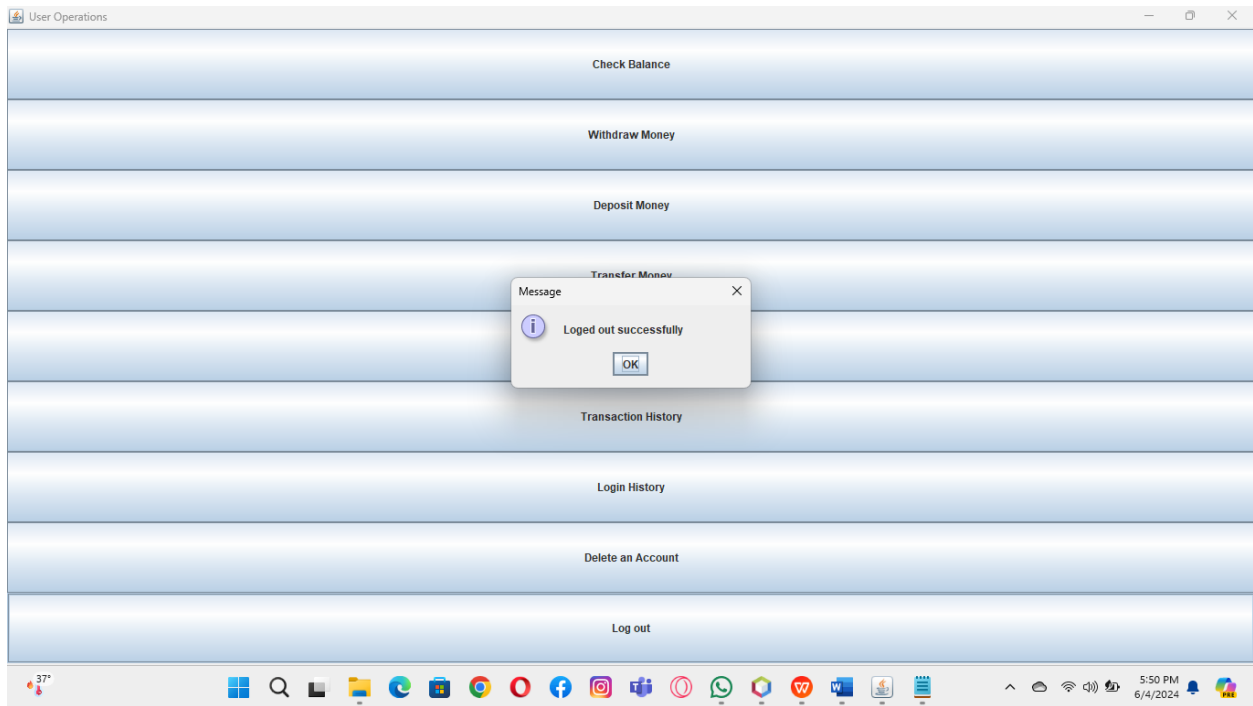 User Operations
Check Balance
Withdraw Money
Deposit Money
Transfer Money
Message
Loged out successfully
OK
Transaction History
Login History
Delete an Account
Log out
37°
5:50 PM
6/4/2024
PRE